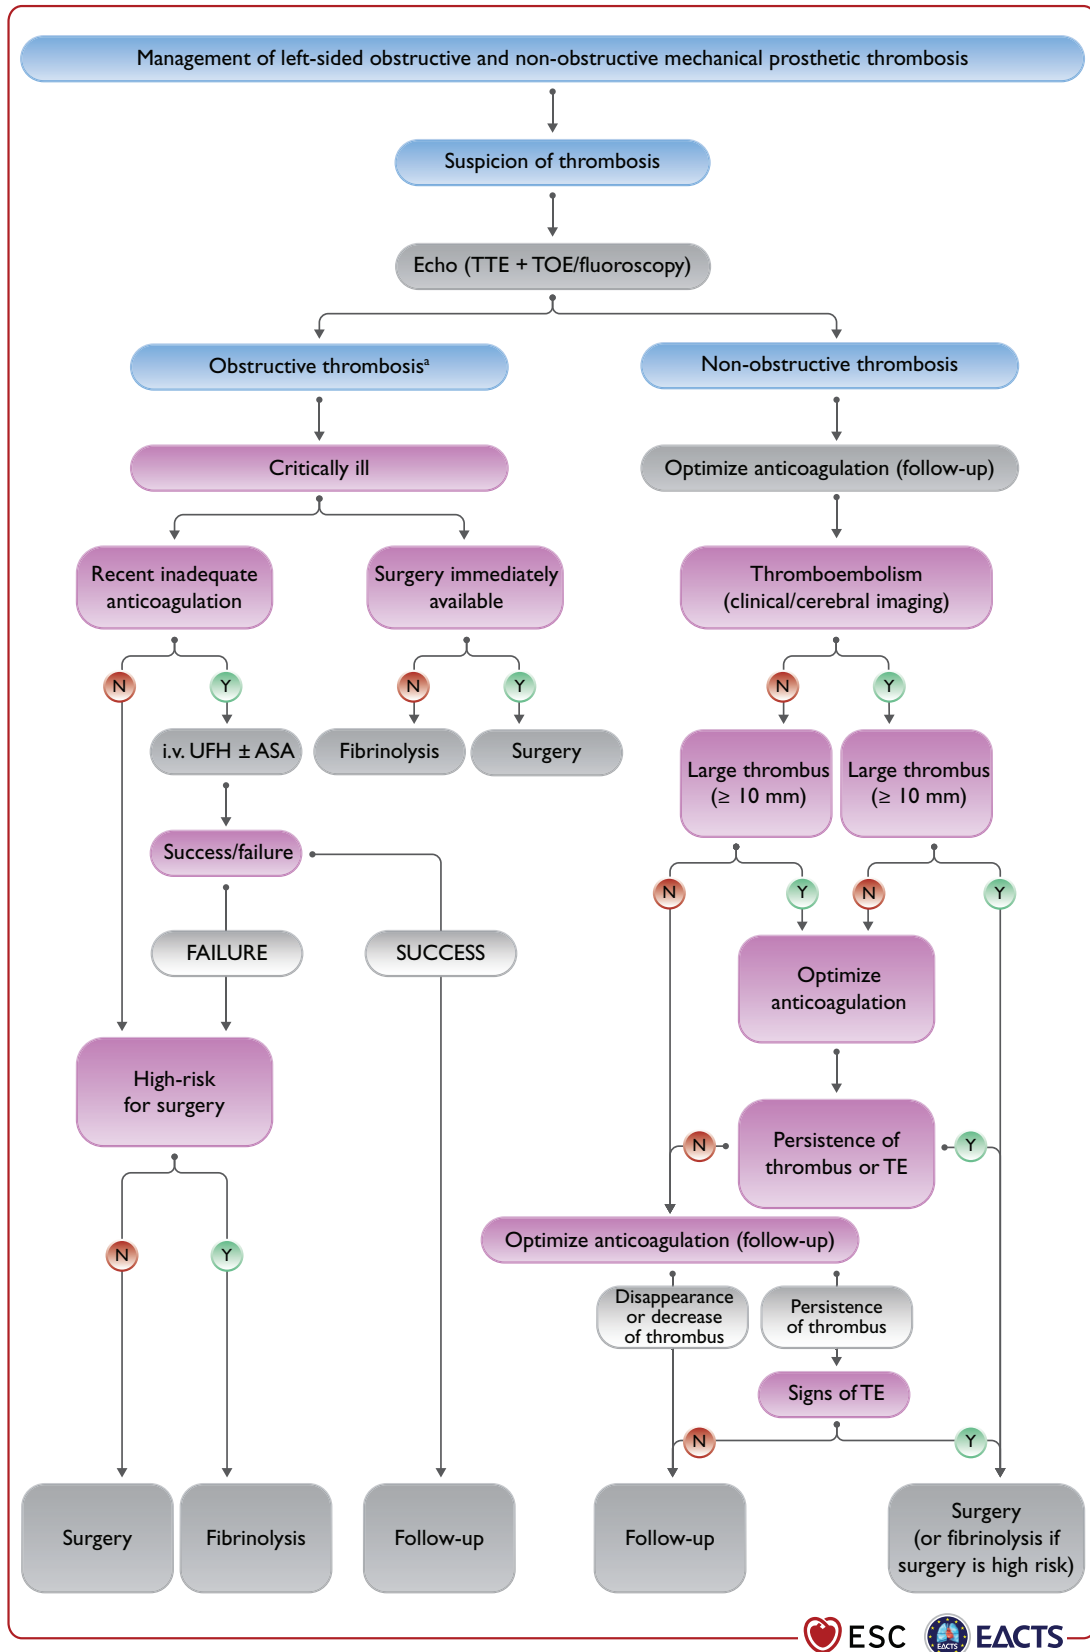 Management of left-sided obstructive and non-obstructive mechanical prosthetic thrombosis
Suspicion of thrombosis
Echo (TTE + TOE/fluoroscopy)
Obstructive thrombosisᵃ
Non-obstructive thrombosis
Critically ill
Optimize anticoagulation (follow-up)
Recent inadequate
anticoagulation
Surgery immediately
available
Thromboembolism
(clinical/cerebral imaging)
N
Y
N
Y
N
Y
i.v. UFH ± ASA
Fibrinolysis
Surgery
Large thrombus
(≥ 10 mm)
Large thrombus
(≥ 10 mm)
Success/failure
N
Y
N
Y
FAILURE
SUCCESS
Optimize
anticoagulation
High-risk
for surgery
N
Persistence of
thrombus or TE
Y
Optimize anticoagulation (follow-up)
N
Y
Disappearance
or decrease
of thrombus
Persistence
of thrombus
Signs of TE
N
Y
Surgery
Fibrinolysis
Follow-up
Follow-up
Surgery
(or fibrinolysis if
surgery is high risk)
ESC
EACTS
EACTS